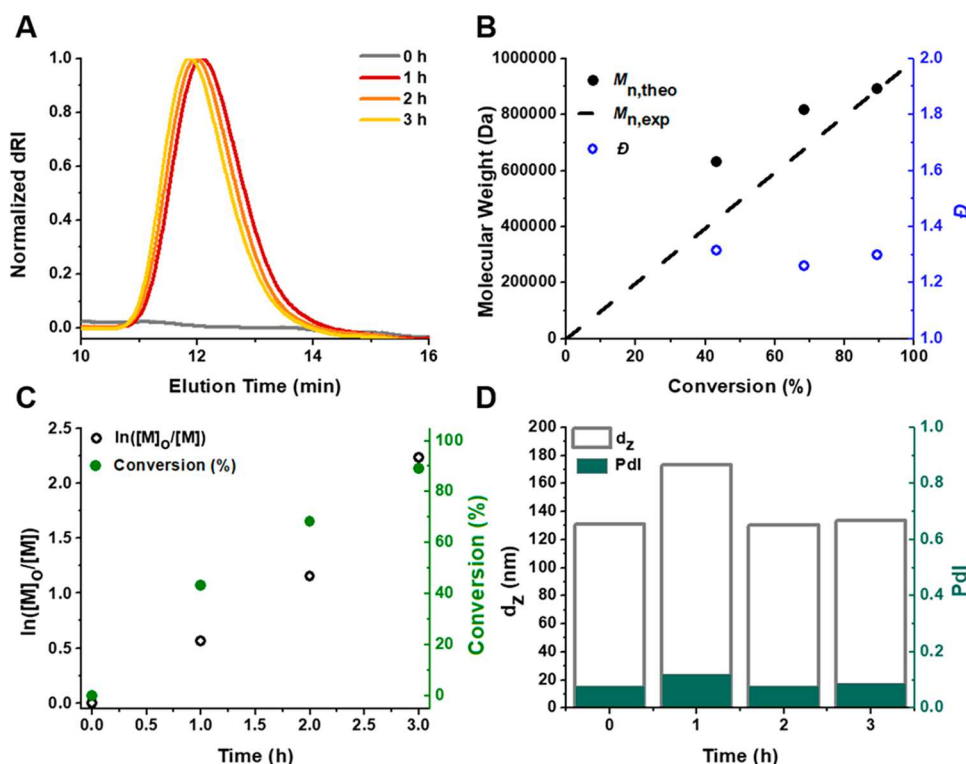 A
Normalized dRI
1.0
0.8
0.6
0.4
0.2
0.0
0 h
1 h
2 h
3 h
10 12 14 16
Elution Time (min)
B
Molecular Weight (Da)
1000000
800000
600000
400000
200000
0
Mn,theo
Mn,exp
Đ
2.0
1.8
1.6
1.4
1.2
1.0
Đ
0 20 40 60 80 100
Conversion (%)
C
ln([M]O/[M])
2.5
2.0
1.5
1.0
0.5
0.0
ln([M]O/[M])
Conversion (%)
100
80
60
40
20
0
Conversion (%)
0.0 1.0 2.0 3.0
Time (h)
D
dz (nm)
200
180
160
140
120
100
80
60
40
20
0
dz
PdI
1.0
0.8
0.6
0.4
0.2
0.0
PdI
0 1 2 3
Time (h)